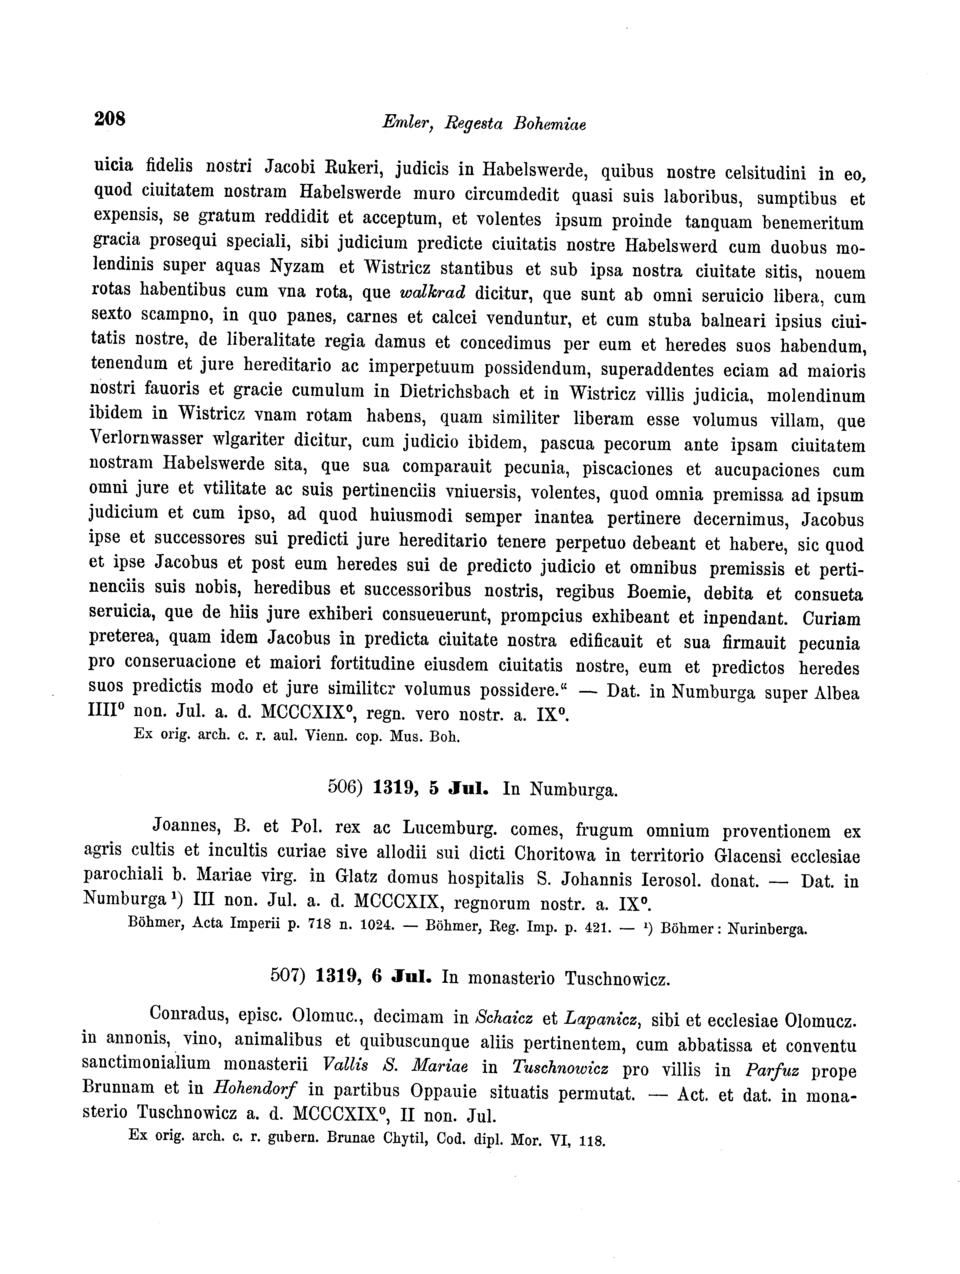 208
Emler, Regesta Bohemiae
uicia fidelis nostri Jacobi Rukeri, judicis in Habelswerde, quibus nostre celsitudini in eo,
quod ciuitatem nostram Habelswerde muro circumdedit quasi suis laboribus, sumptibus et
expensis, se gratum reddidit et acceptum, et volentes ipsum proinde tanquam benemeritum
gracia prosequi speciali, sibi judicium predicte ciuitatis nostre Habelswerd cum duobus mo-
lendinis super aquas Nyzam et Wistricz stantibus et sub ipsa nostra ciuitate sitis, nouem
rotas habentibus cum vna rota, que walkrad dicitur, que sunt ab omni seruicio libera, cum
sexto scampno, in quo panes, carnes et calcei venduntur, et cum stuba balneari ipsius ciui-
tatis nostre, de liberalitate regia damus et concedimus per eum et heredes suos habendum,
tenendum et jure hereditario ac imperpetuum possidendum, superaddentes eciam ad maioris
nostri fauoris et gracie cumulum in Dietrichsbach et in Wistricz villis judicia, molendinum
ibidem in Wistricz vnam rotam habens, quam similiter liberam esse volumus villam, que
Verlornwasser wlgariter dicitur, cum judicio ibidem, pascua pecorum ante ipsam ciuitatem
nostram Habelswerde sita, que sua comparauit pecunia, piscaciones et aucupaciones cum
omni jure et vtilitate ac suis pertinenciis vniuersis, volentes, quod omnia premissa ad ipsum
judicium et cum ipso, ad quod huiusmodi semper inantea pertinere decernimus, Jacobus
ipse et successores sui predicti jure hereditario tenere perpetuo debeant et habere, sic quod
et ipse Jacobus et post eum heredes sui de predicto judicio et omnibus premissis et perti-
nenciis suis nobis, heredibus et successoribus nostris, regibus Boemie, debita et consueta
seruicia, que de hiis jure exhiberi consueuerunt, prompcius exhibeant et inpendant. Curiam
preterea, quam idem Jacobus in predicta ciuitate nostra edificauit et sua firmauit pecunia
pro conseruacione et maiori fortitudine eiusdem ciuitatis nostre, eum et predictos heredes
suos predictis modo et jure similiter volumus possidere.“ — Dat. in Numburga super Albea
IIII⁰ non. Jul. a. d. MCCCXIX⁰, regn. vero nostr. a. IX⁰.
Ex orig. arch. c. r. aul. Vienn. cop. Mus. Boh.
506) 1319, 5 Jul. In Numburga.
Joannes, B. et Pol. rex ac Lucemburg. comes, frugum omnium proventionem ex
agris cultis et incultis curiae sive allodii sui dicti Choritowa in territorio Glacensi ecclesiae
parochiali b. Mariae virg. in Glatz domus hospitalis S. Johannis Ierosol. donat. — Dat. in
Numburga ¹) III non. Jul. a. d. MCCCXIX, regnorum nostr. a. IX⁰.
Böhmer, Acta Imperii p. 718 n. 1024. — Böhmer, Reg. Imp. p. 421. — ¹) Böhmer: Nurinberga.
507) 1319, 6 Jul. In monasterio Tuschnowicz.
Conradus, episc. Olomuc., decimam in Schaicz et Lapanicz, sibi et ecclesiae Olomucz.
in annonis, vino, animalibus et quibuscunque aliis pertinentem, cum abbatissa et conventu
sanctimonialium monasterii Vallis S. Mariae in Tuschnowicz pro villis in Parfuz prope
Brunnam et in Hohendorf in partibus Oppauie situatis permutat. — Act. et dat. in mona-
sterio Tuschnowicz a. d. MCCCXIX⁰, II non. Jul.
Ex orig. arch. c. r. gubern. Brunae Chytil, Cod. dipl. Mor. VI, 118.